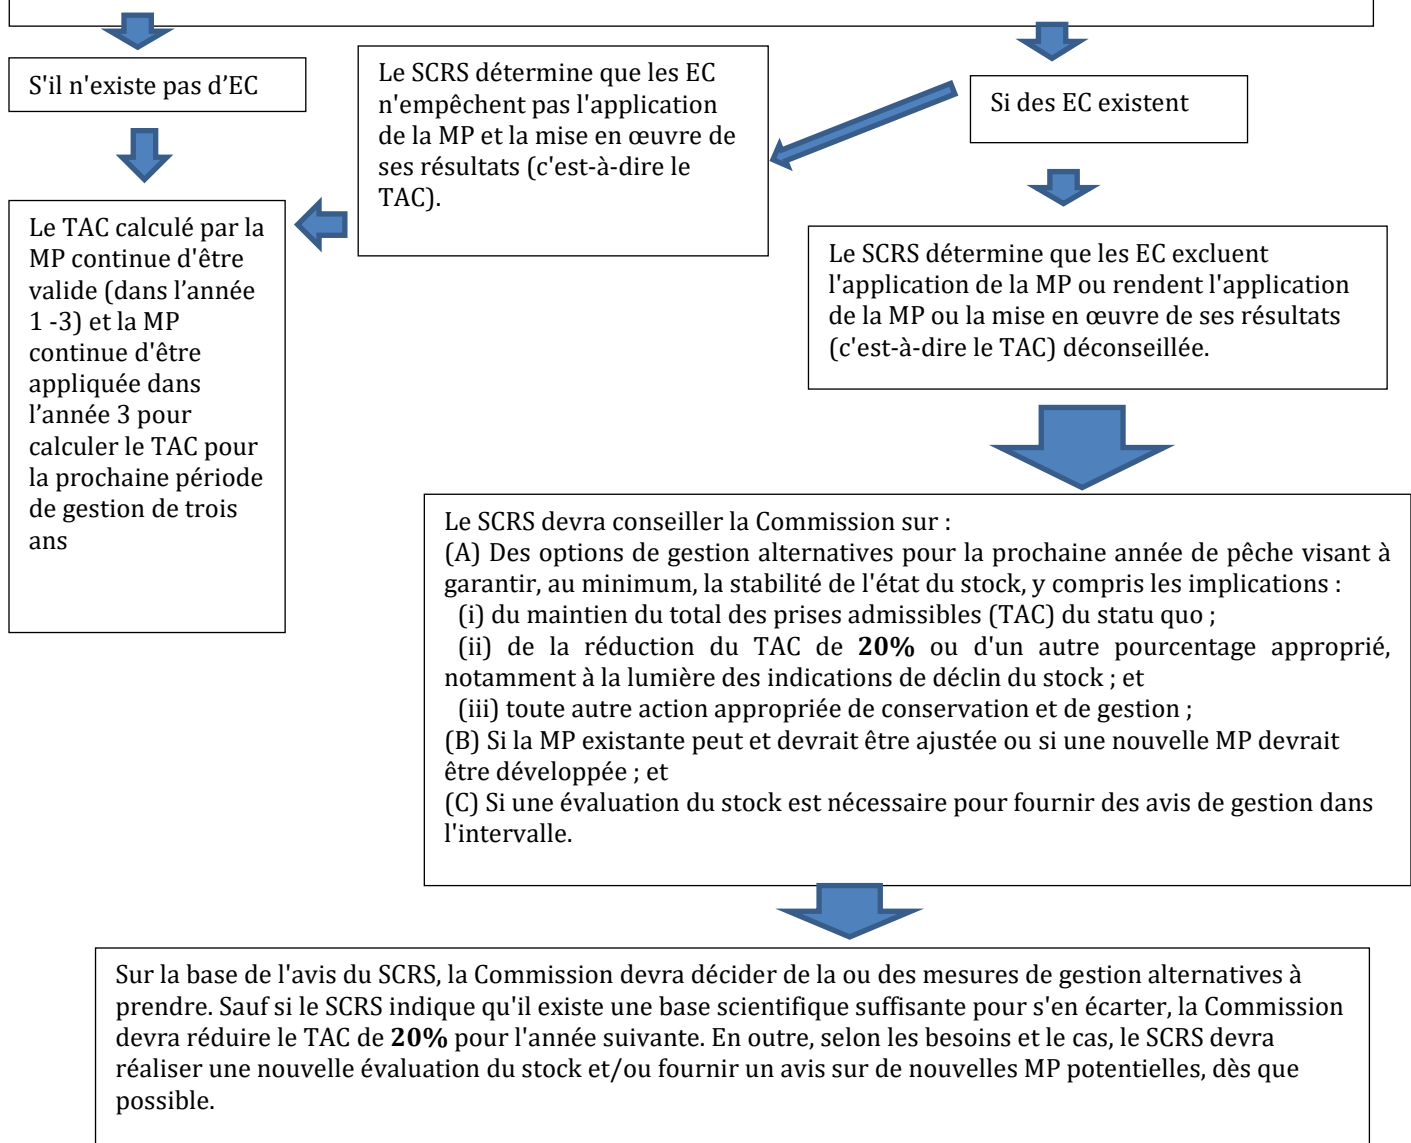 S'il n'existe pas d’EC
Le SCRS détermine que les EC
n'empêchent pas l'application
de la MP et la mise en œuvre de
ses résultats (c'est-à-dire le
TAC).
Si des EC existent
Le TAC calculé par la
MP continue d'être
valide (dans l’année
1 -3) et la MP
continue d'être
appliquée dans
l’année 3 pour
calculer le TAC pour
la prochaine période
de gestion de trois
ans
Le SCRS détermine que les EC excluent
l'application de la MP ou rendent l'application
de la MP ou la mise en œuvre de ses résultats
(c'est-à-dire le TAC) déconseillée.
Le SCRS devra conseiller la Commission sur :
(A) Des options de gestion alternatives pour la prochaine année de pêche visant à
garantir, au minimum, la stabilité de l'état du stock, y compris les implications :
(i) du maintien du total des prises admissibles (TAC) du statu quo ;
(ii) de la réduction du TAC de 20% ou d'un autre pourcentage approprié,
notamment à la lumière des indications de déclin du stock ; et
(iii) toute autre action appropriée de conservation et de gestion ;
(B) Si la MP existante peut et devrait être ajustée ou si une nouvelle MP devrait
être développée ; et
(C) Si une évaluation du stock est nécessaire pour fournir des avis de gestion dans
l'intervalle.
Sur la base de l'avis du SCRS, la Commission devra décider de la ou des mesures de gestion alternatives à
prendre. Sauf si le SCRS indique qu'il existe une base scientifique suffisante pour s'en écarter, la Commission
devra réduire le TAC de 20% pour l'année suivante. En outre, selon les besoins et le cas, le SCRS devra
réaliser une nouvelle évaluation du stock et/ou fournir un avis sur de nouvelles MP potentielles, dès que
possible.